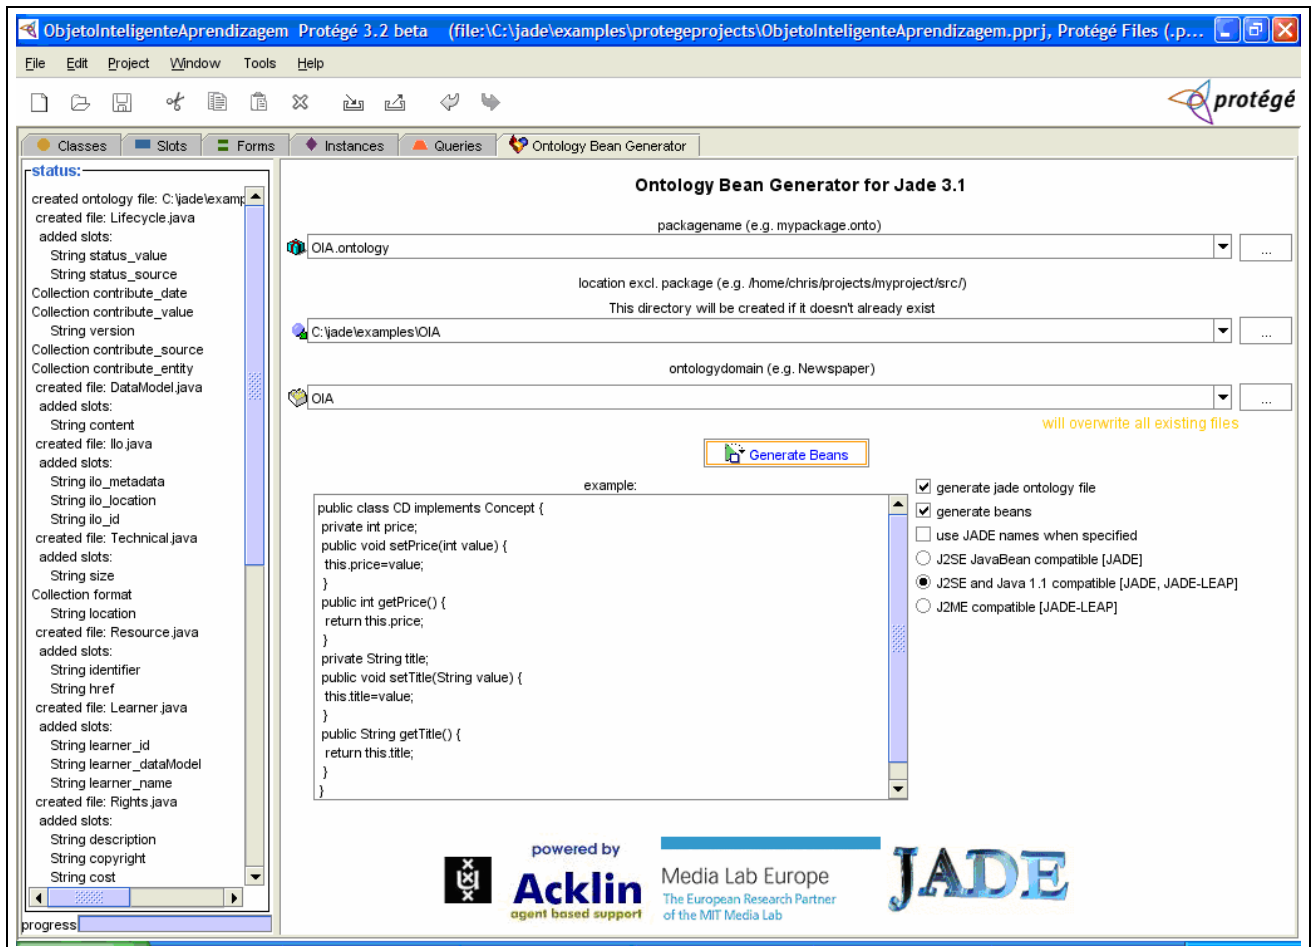 ObjetoInteligenteAprendizagem Protégé 3.2 beta (file:\C:\jade\examples\protegeprojects\ObjetoInteligenteAprendizagem.pprj, Protégé Files (.p...
File Edit Project Window Tools Help
protégé
Classes Slots Forms Instances Queries Ontology Bean Generator
status:
created ontology file: C:\jade\examp
created file: Lifecycle.java
added slots:
String status_value
String status_source
Collection contribute_date
Collection contribute_value
String version
Collection contribute_source
Collection contribute_entity
created file: DataModel.java
added slots:
String content
created file: Ilo.java
added slots:
String ilo_metadata
String ilo_location
String ilo_id
created file: Technical.java
added slots:
String size
Collection format
String location
created file: Resource.java
added slots:
String identifier
String href
created file: Learner.java
added slots:
String learner_id
String learner_dataModel
String learner_name
created file: Rights.java
added slots:
String description
String copyright
String cost
progress
Ontology Bean Generator for Jade 3.1
packagename (e.g. mypackage.onto)
OIA.ontology
...
location excl. package (e.g. /home/chris/projects/myproject/src/)
This directory will be created if it doesn't already exist
C:\jade\examples\OIA
...
ontologydomain (e.g. Newspaper)
OIA
...
will overwrite all existing files
Generate Beans
example:
public class CD implements Concept {
private int price;
public void setPrice(int value) {
this.price=value;
}
public int getPrice() {
return this.price;
}
private String title;
public void setTitle(String value) {
this.title=value;
}
public String getTitle() {
return this.title;
}
}
generate jade ontology file
generate beans
use JADE names when specified
J2SE JavaBean compatible [JADE]
J2SE and Java 1.1 compatible [JADE, JADE-LEAP]
J2ME compatible [JADE-LEAP]
powered by
Acklin
agent based support
Media Lab Europe
The European Research Partner
of the MIT Media Lab
JADE